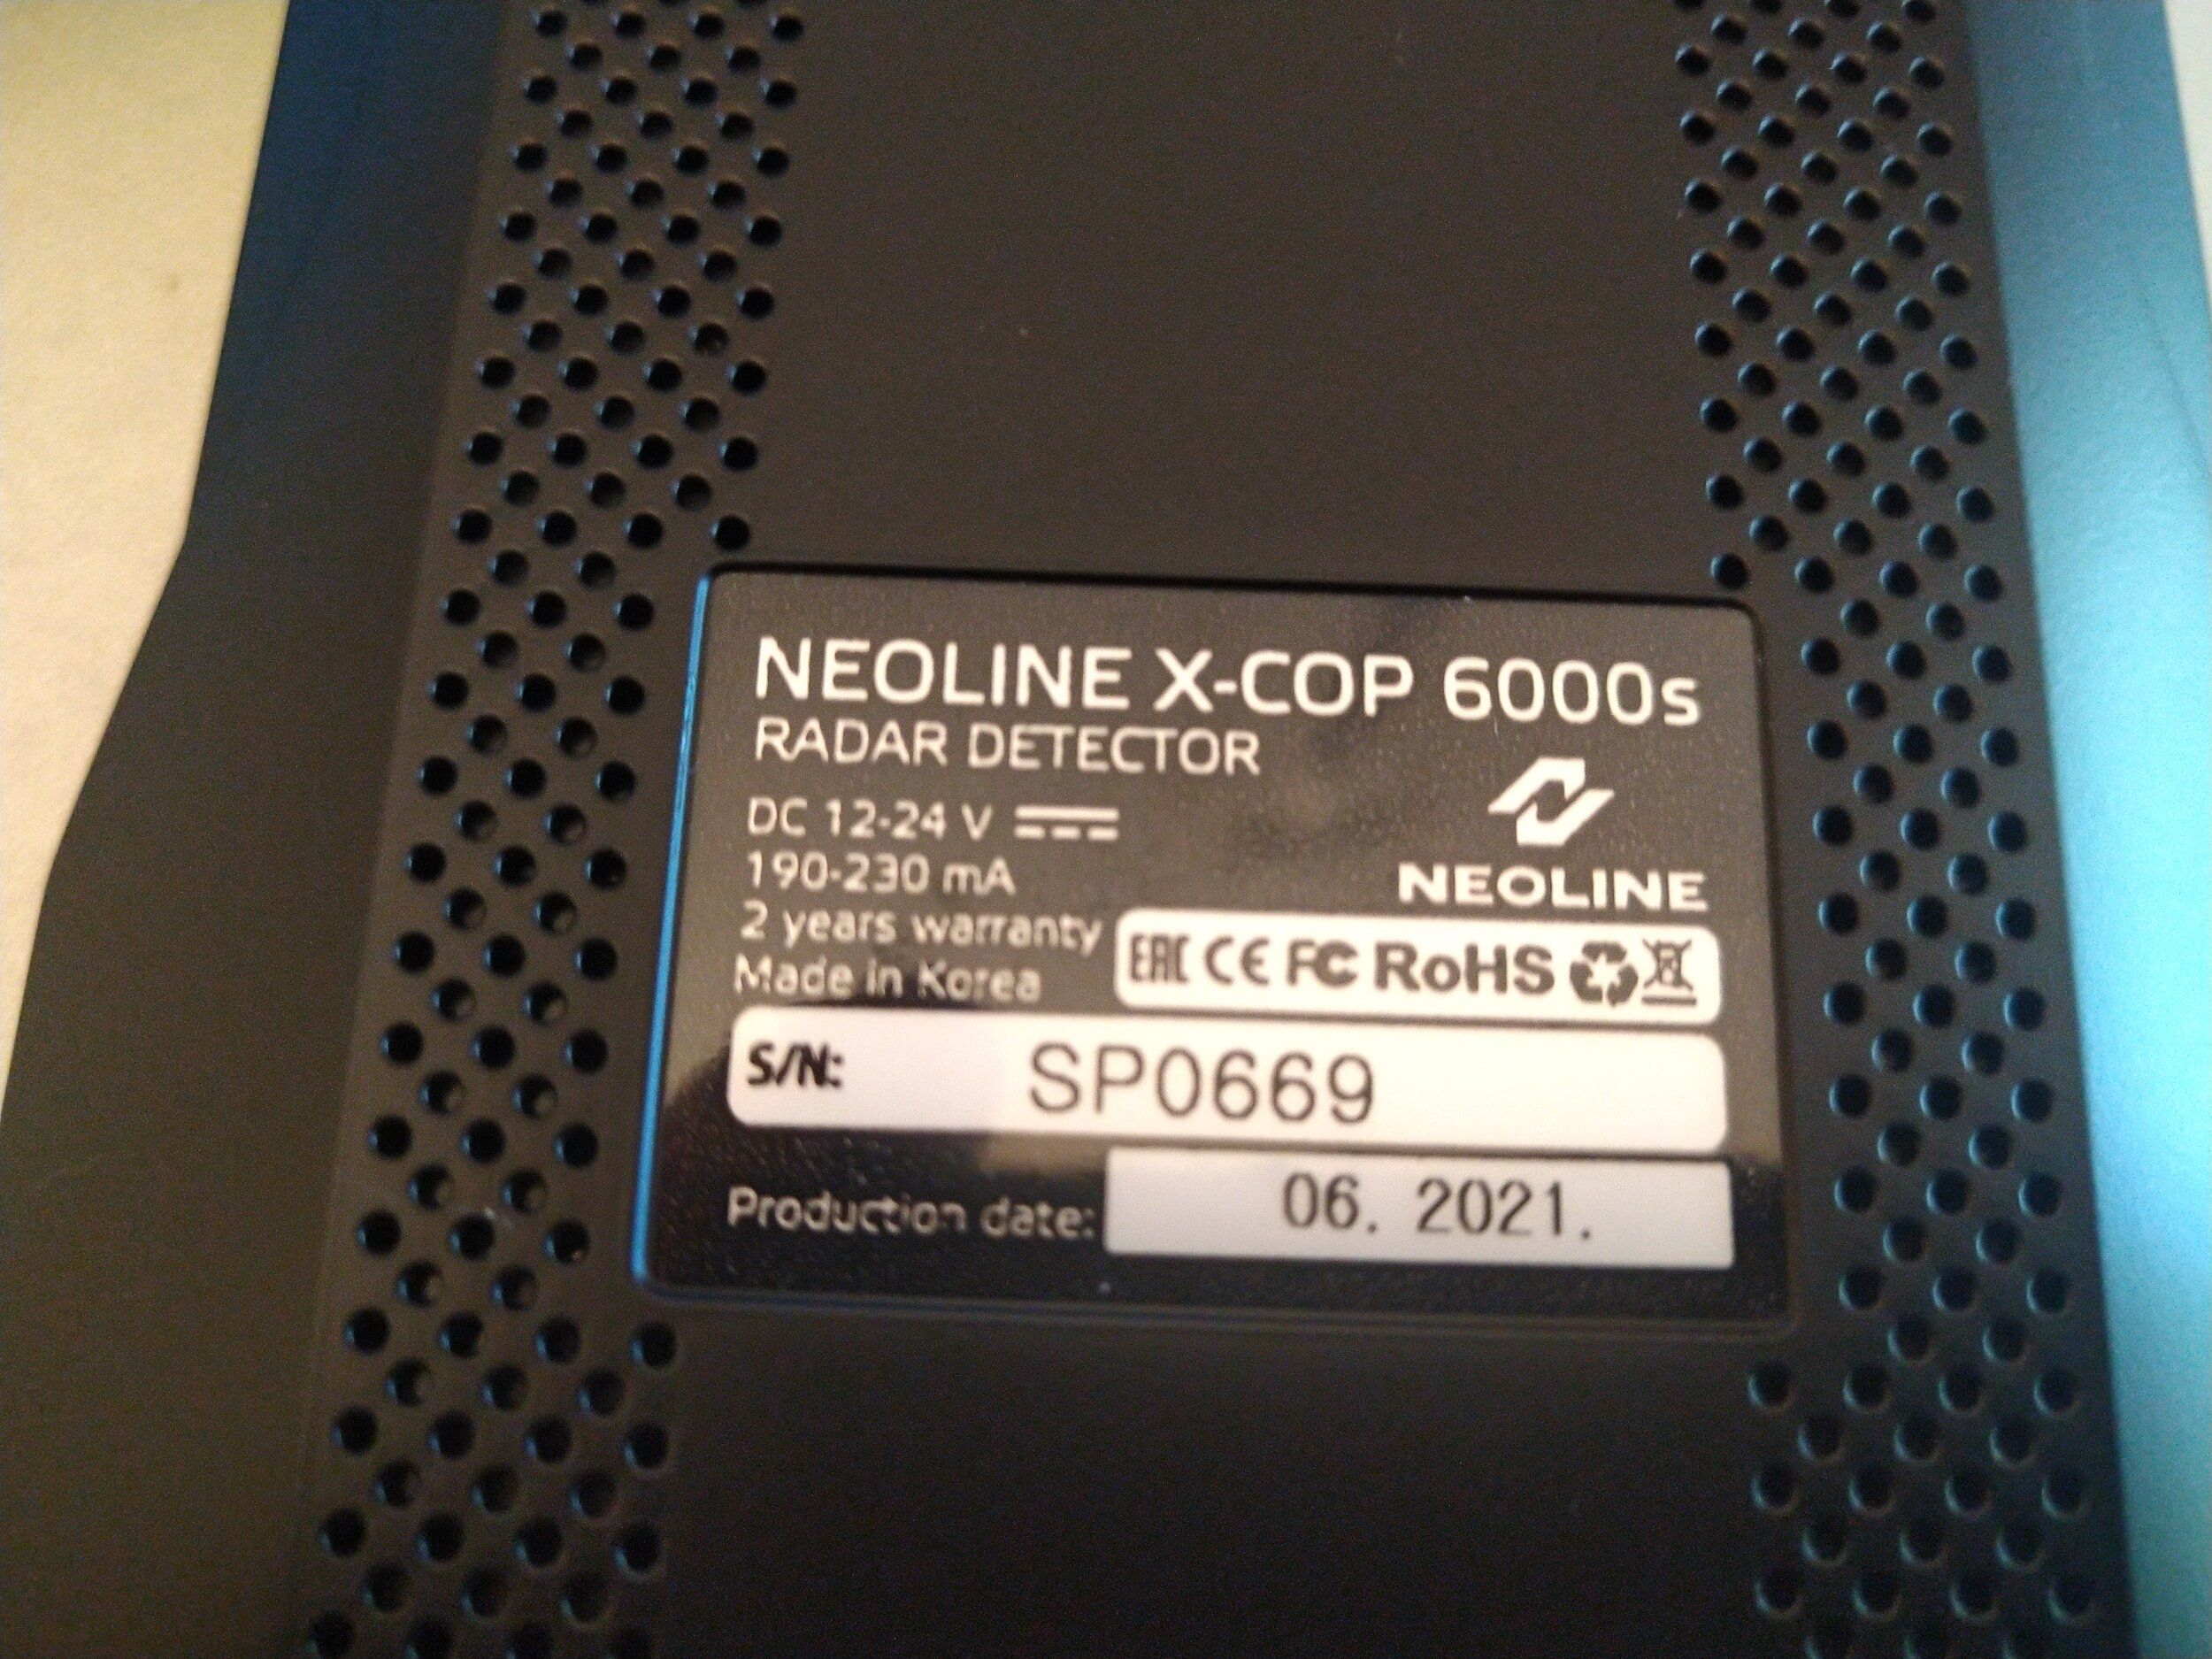 NEOLINE X-COP 6000s
RADAR DETECTOR
DC 12-24 V
190-230 mA
2 years warranty
Made in Korea
NEOLINE
EAC CE FC RoHS
S/N: SP0669
Production date: 06. 2021.